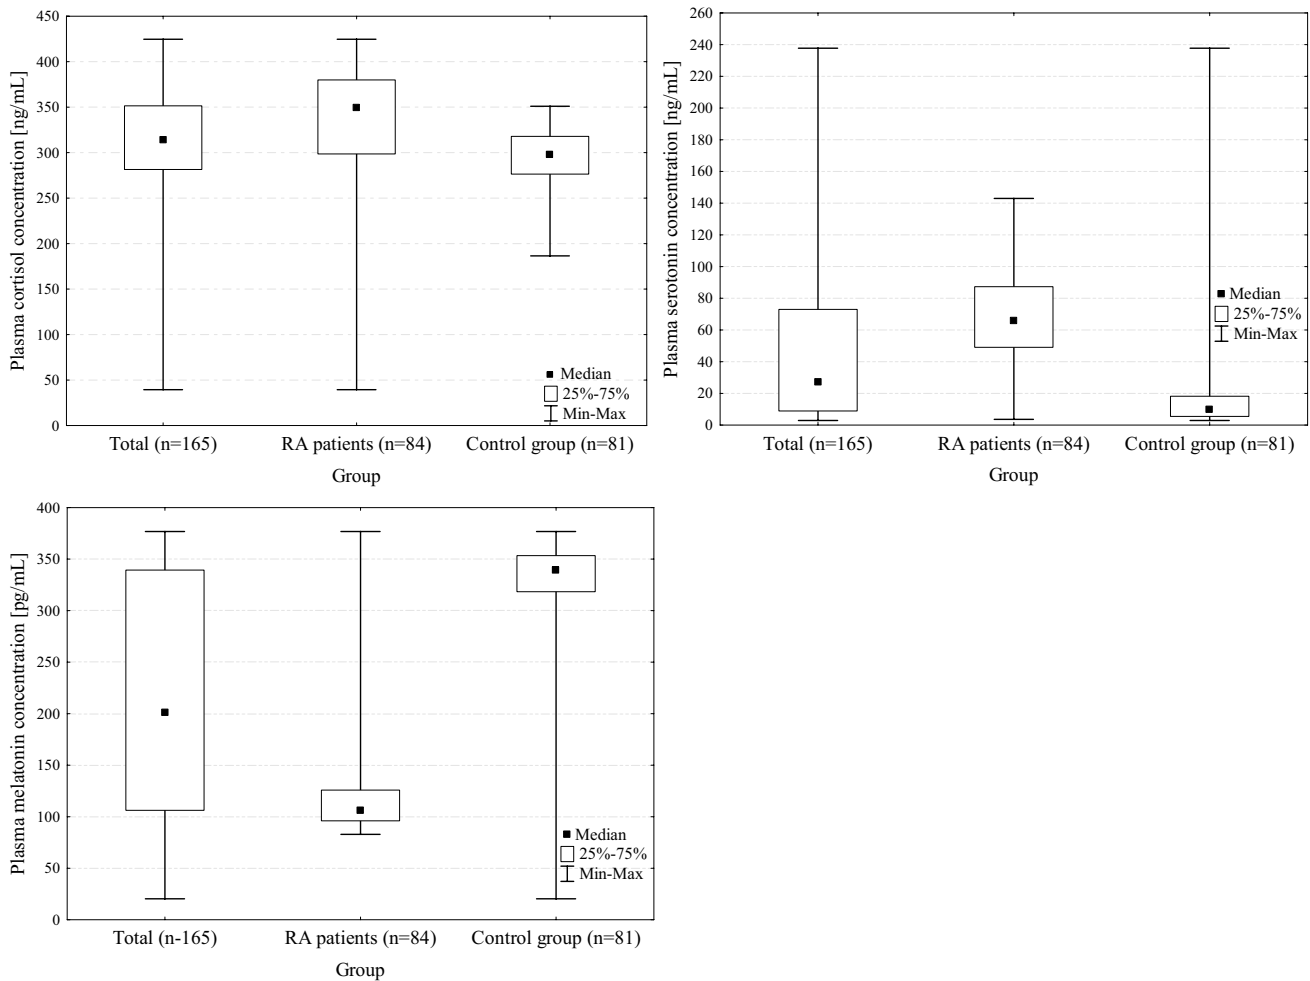 Plasma cortisol concentration [ng/mL]
450
400
350
300
250
200
150
100
50
0
Median
25%-75%
Min-Max
Total (n=165)
RA patients (n=84)
Control group (n=81)
Group
Plasma serotonin concentration [ng/mL]
260
240
220
200
180
160
140
120
100
80
60
40
20
0
Median
25%-75%
Min-Max
Total (n=165)
RA patients (n=84)
Control group (n=81)
Group
Plasma melatonin concentration [pg/mL]
400
350
300
250
200
150
100
50
0
Median
25%-75%
Min-Max
Total (n-165)
RA patients (n=84)
Control group (n=81)
Group